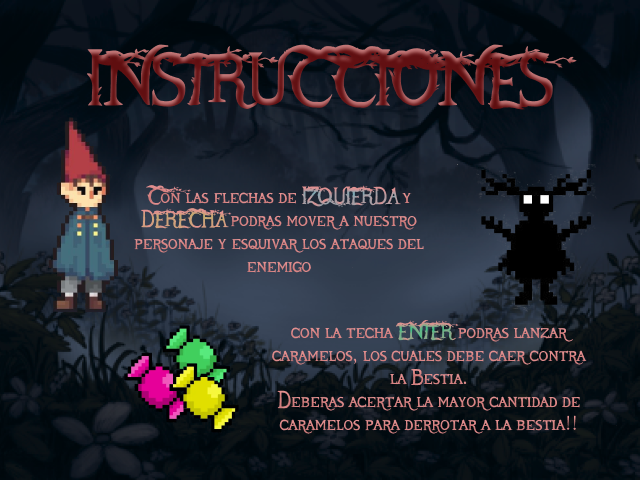 INSTRUCCIONES
Con las flechas de IZQUIERDA y
DERECHA podras mover a nuestro
personaje y esquivar los ataques del
enemigo
con la techa ENTER podras lanzar
caramelos, los cuales debe caer contra
la Bestia.
Deberas acertar la mayor cantidad de
caramelos para derrotar a la bestia!!